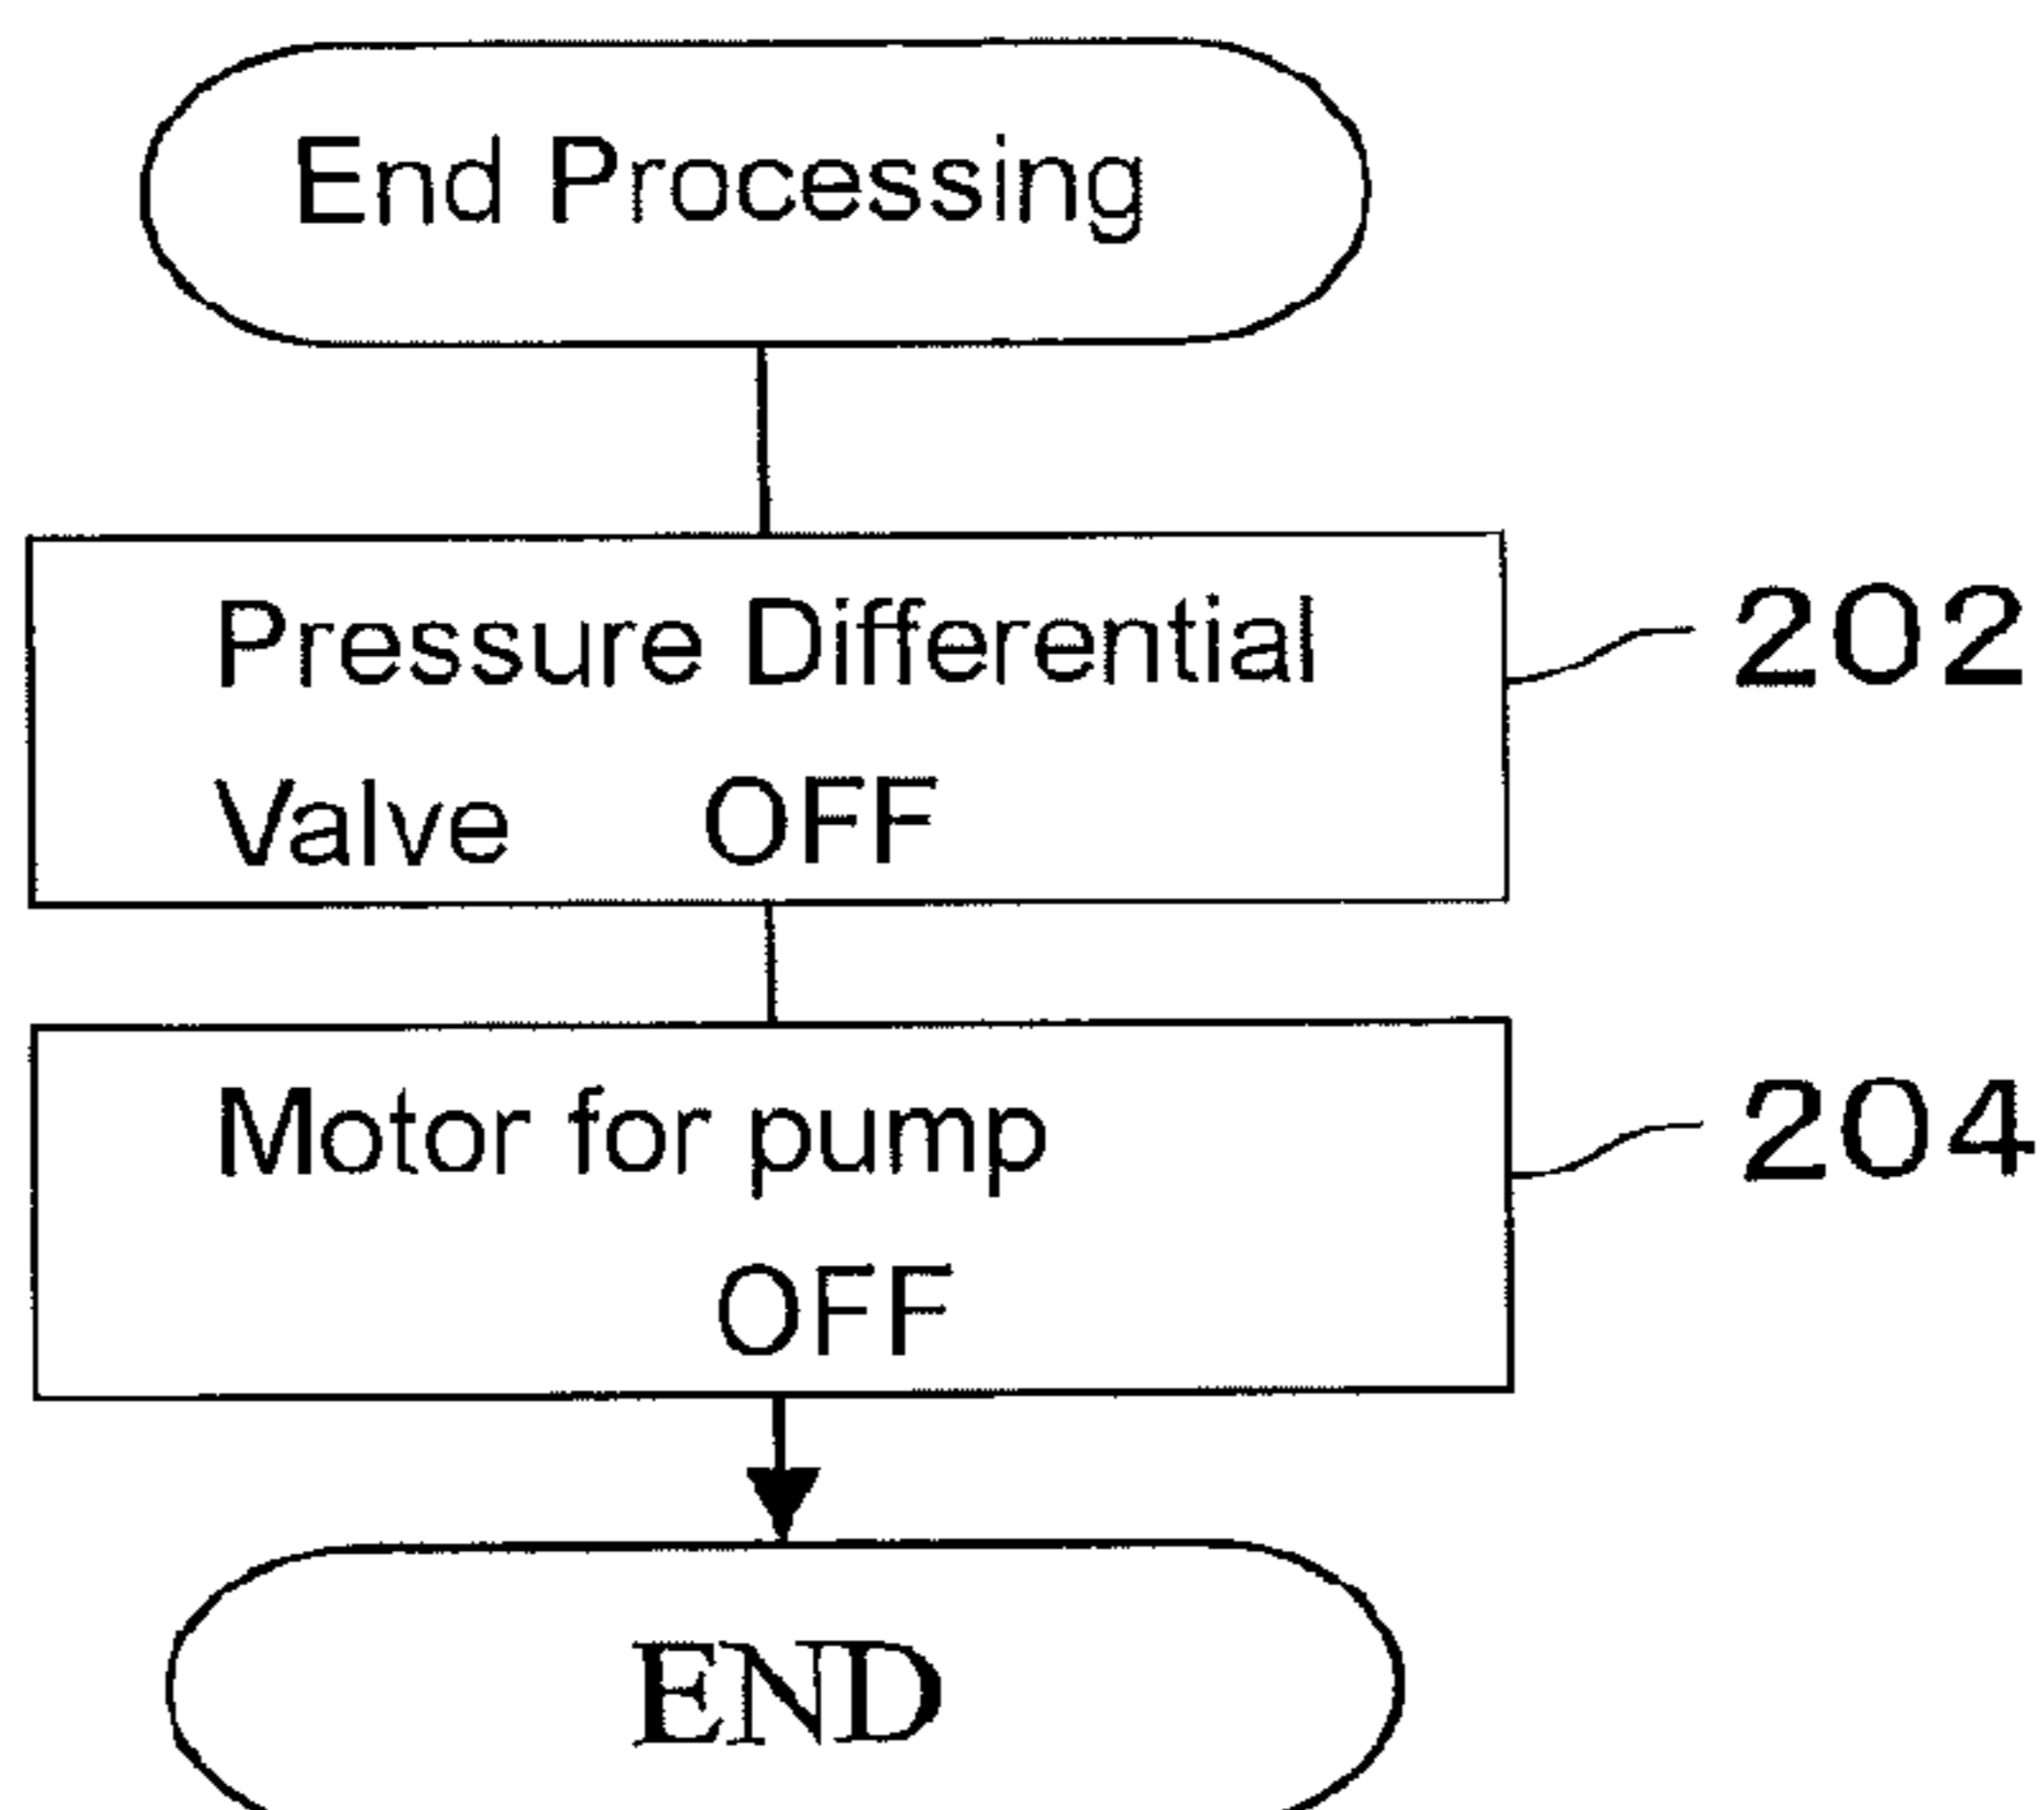 End Processing
Pressure Differential
Valve OFF
202
Motor for pump
OFF
204
END